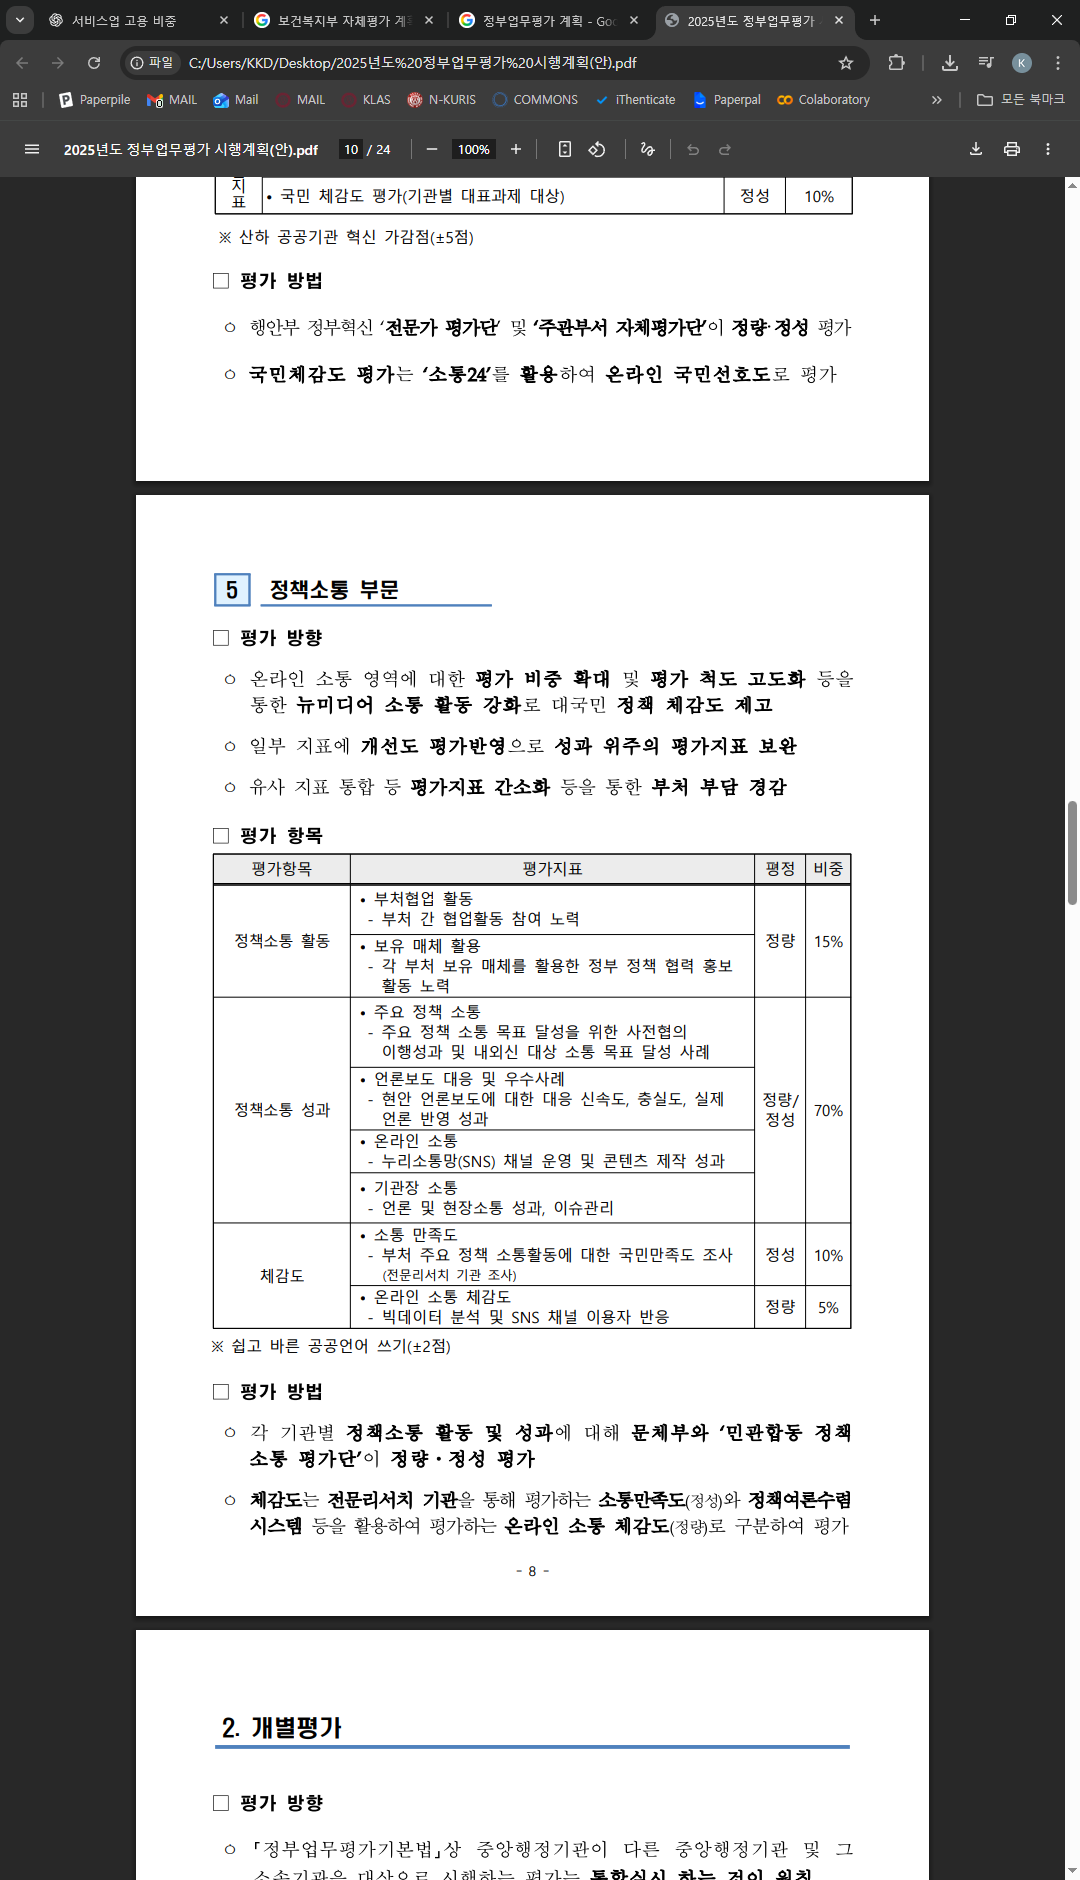 서비스업 고용 비중
보건복지부 자체평가 계
정부업무평가 계획 - Goo
2025년도 정부업무평가
파일
C:/Users/KKD/Desktop/2025년도%20정부업무평가%20시행계획(안).pdf
K
Paperpile
MAIL
Mail
MAIL
KLAS
N-KURIS
COMMONS
iThenticate
Paperpal
Colaboratory
모든 북마크
2025년도 정부업무평가 시행계획(안).pdf
10 / 24
100%
지
표
• 국민 체감도 평가(기관별 대표과제 대상)
정성
10%
※ 산하 공공기관 혁신 가감점(±5점)
□ 평가 방법
○ 행안부 정부혁신 ‘전문가 평가단’ 및 ‘주관부서 자체평가단’이 정량·정성 평가
○ 국민체감도 평가는 ‘소통24’를 활용하여 온라인 국민선호도로 평가
5 정책소통 부문
□ 평가 방향
○ 온라인 소통 영역에 대한 평가 비중 확대 및 평가 척도 고도화 등을
통한 뉴미디어 소통 활동 강화로 대국민 정책 체감도 제고
○ 일부 지표에 개선도 평가반영으로 성과 위주의 평가지표 보완
○ 유사 지표 통합 등 평가지표 간소화 등을 통한 부처 부담 경감
□ 평가 항목
평가항목
평가지표
평정
비중
정책소통 활동
• 부처협업 활동
- 부처 간 협업활동 참여 노력
• 보유 매체 활용
- 각 부처 보유 매체를 활용한 정부 정책 협력 홍보
활동 노력
정량
15%
정책소통 성과
• 주요 정책 소통
- 주요 정책 소통 목표 달성을 위한 사전협의
이행성과 및 내외신 대상 소통 목표 달성 사례
• 언론보도 대응 및 우수사례
- 현안 언론보도에 대한 대응 신속도, 충실도, 실제
언론 반영 성과
• 온라인 소통
- 누리소통망(SNS) 채널 운영 및 콘텐츠 제작 성과
• 기관장 소통
- 언론 및 현장소통 성과, 이슈관리
정량/
정성
70%
체감도
• 소통 만족도
- 부처 주요 정책 소통활동에 대한 국민만족도 조사
(전문리서치 기관 조사)
정성
10%
• 온라인 소통 체감도
- 빅데이터 분석 및 SNS 채널 이용자 반응
정량
5%
※ 쉽고 바른 공공언어 쓰기(±2점)
□ 평가 방법
○ 각 기관별 정책소통 활동 및 성과에 대해 문체부와 ‘민관합동 정책
소통 평가단’이 정량·정성 평가
○ 체감도는 전문리서치 기관을 통해 평가하는 소통만족도(정성)와 정책여론수렴
시스템 등을 활용하여 평가하는 온라인 소통 체감도(정량)로 구분하여 평가
- 8 -
2. 개별평가
□ 평가 방향
○ 「정부업무평가기본법」상 중앙행정기관이 다른 중앙행정기관 및 그
소속기관을 대상으로 시행하는 평가는 통합실시 하는 것이 원칙